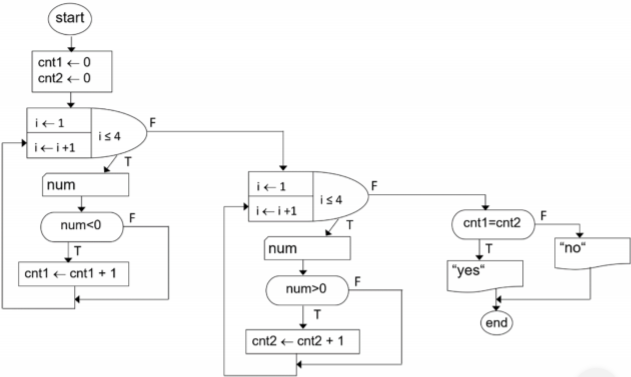 start
cnt1 ← 0
cnt2 ← 0
i ← 1
i ← i +1
i ≤ 4
F
T
num
num<0
F
T
cnt1 ← cnt1 + 1
i ← 1
i ← i +1
i ≤ 4
F
T
num
num>0
F
T
cnt2 ← cnt2 + 1
cnt1=cnt2
F
T
"yes"
"no"
end